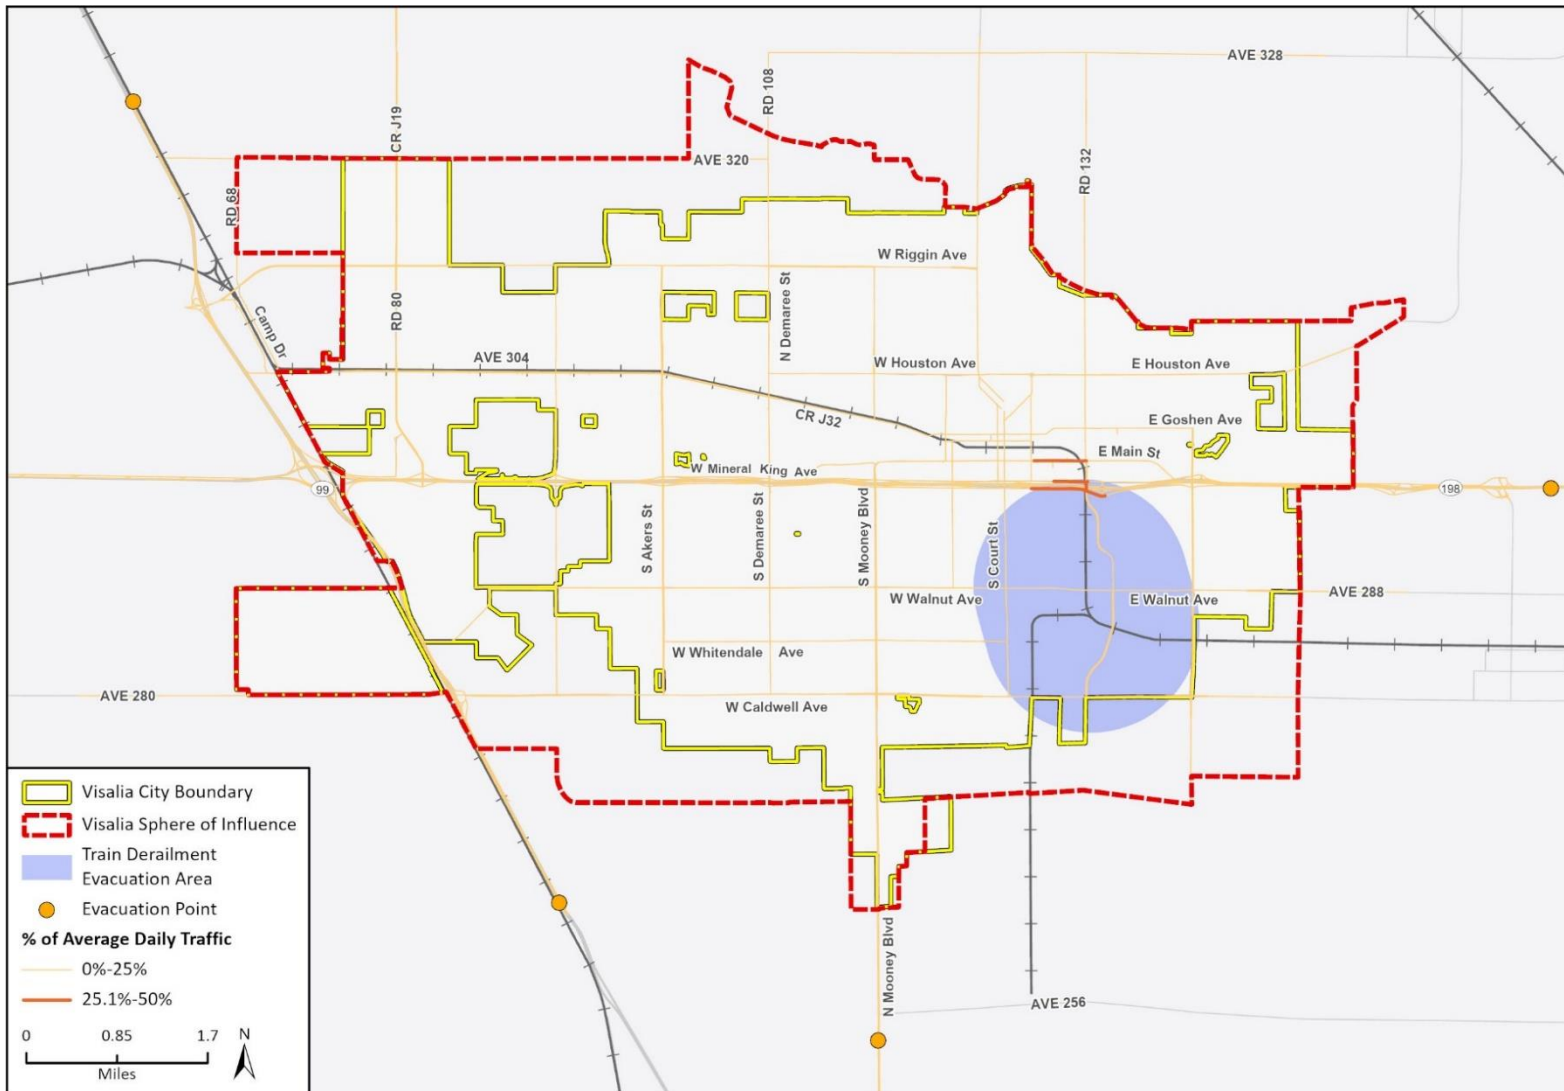 AVE 328
RD 108
CR J19
RD 132
AVE 320
RD 68
W Riggin Ave
N Demaree St
RD 80
Camp Dr
AVE 304
W Houston Ave
E Houston Ave
CR J32
E Goshen Ave
E Main St
W Mineral King Ave
99
198
S Akers St
S Demaree St
S Mooney Blvd
S Court St
W Walnut Ave
E Walnut Ave
AVE 288
W Whitendale Ave
AVE 280
W Caldwell Ave
N Mooney Blvd
AVE 256
Visalia City Boundary
Visalia Sphere of Influence
Train Derailment
Evacuation Area
Evacuation Point
% of Average Daily Traffic
0%-25%
25.1%-50%
0 0.85 1.7
Miles
N